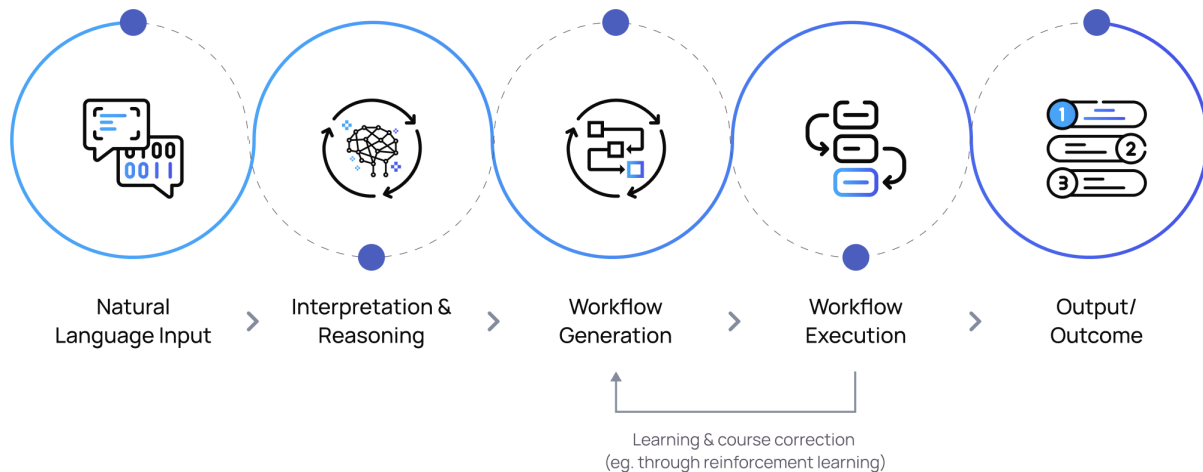 0100
0011
1
2
3
Natural
Language Input
Interpretation &
Reasoning
Workflow
Generation
Workflow
Execution
Output/
Outcome
Learning & course correction
(eg. through reinforcement learning)